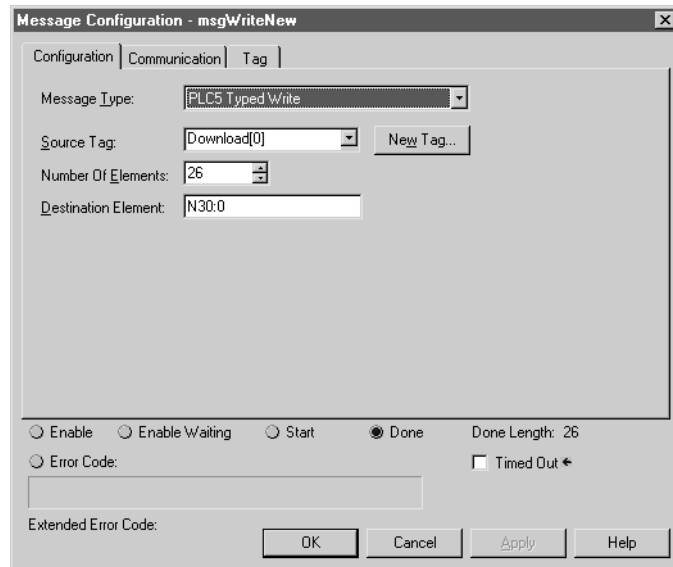 Message Configuration - msgWriteNew
Configuration Communication Tag
Message Type: PLC5 Typed Write
Source Tag: Download[0] New Tag...
Number Of Elements: 26
Destination Element: N30:0
Enable Enable Waiting Start Done Done Length: 26
Error Code: Timed Out ←
Extended Error Code:
OK Cancel Apply Help